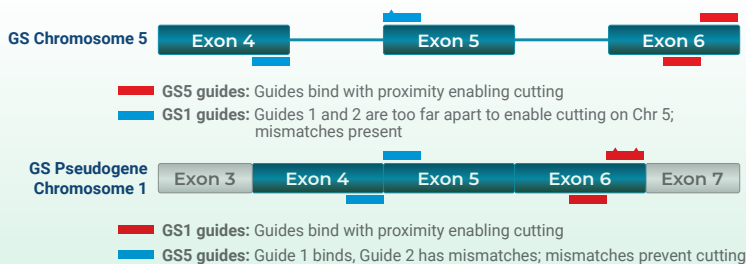 GS Chromosome 5
Exon 4
Exon 5
Exon 6
GS5 guides: Guides bind with proximity enabling cutting
GS1 guides: Guides 1 and 2 are too far apart to enable cutting on Chr 5;
mismatches present
GS Pseudogene
Chromosome 1
Exon 3
Exon 4
Exon 5
Exon 6
Exon 7
GS1 guides: Guides bind with proximity enabling cutting
GS5 guides: Guide 1 binds, Guide 2 has mismatches; mismatches prevent cutting